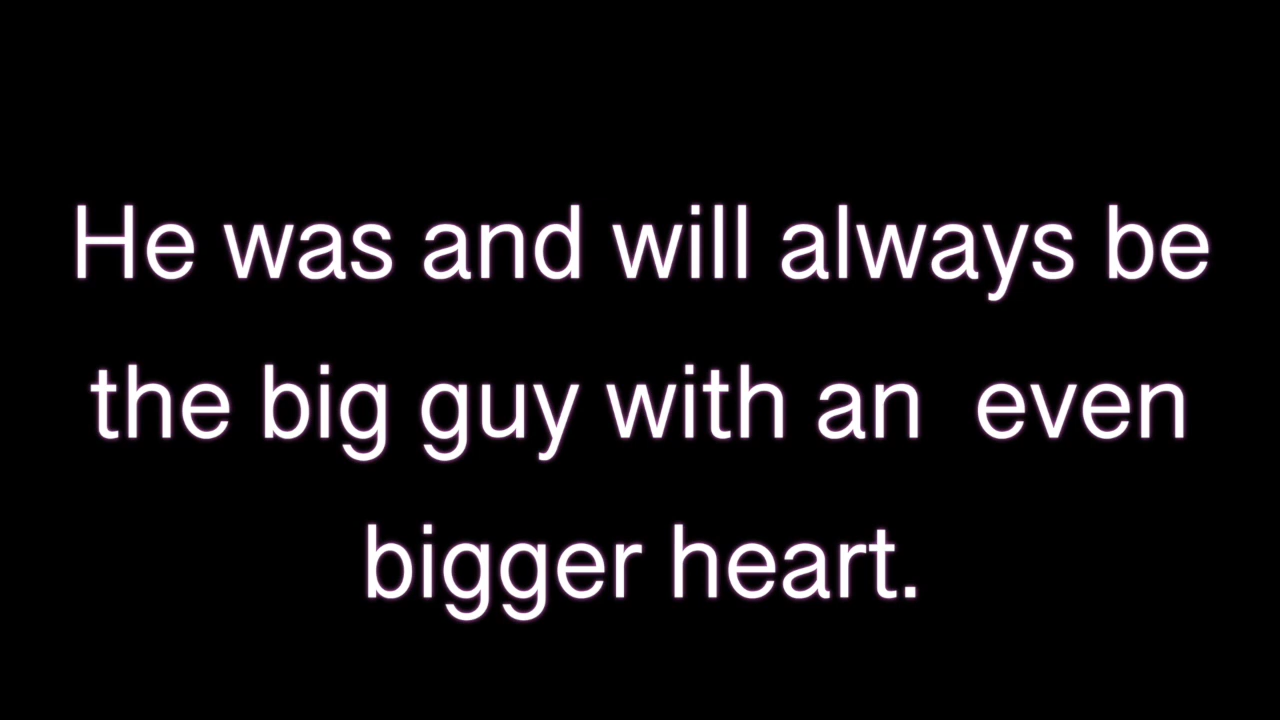 He was and will always be
the big guy with an  even
bigger heart.